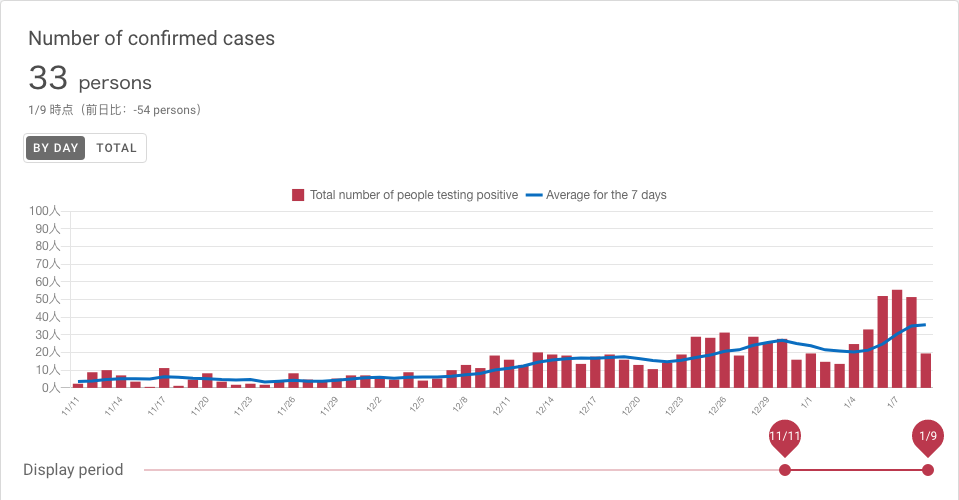 Number of confirmed cases
33 persons
1/9 時点（前日比：-54 persons）
BY DAY TOTAL
Total number of people testing positive Average for the 7 days
100人
90人
80人
70人
60人
50人
40人
30人
20人
10人
0人
11/11 11/14 11/17 11/20 11/23 11/26 11/29 12/2 12/5 12/8 12/11 12/14 12/17 12/20 12/23 12/26 12/29 1/1 1/4 1/7
11/11 1/9
Display period